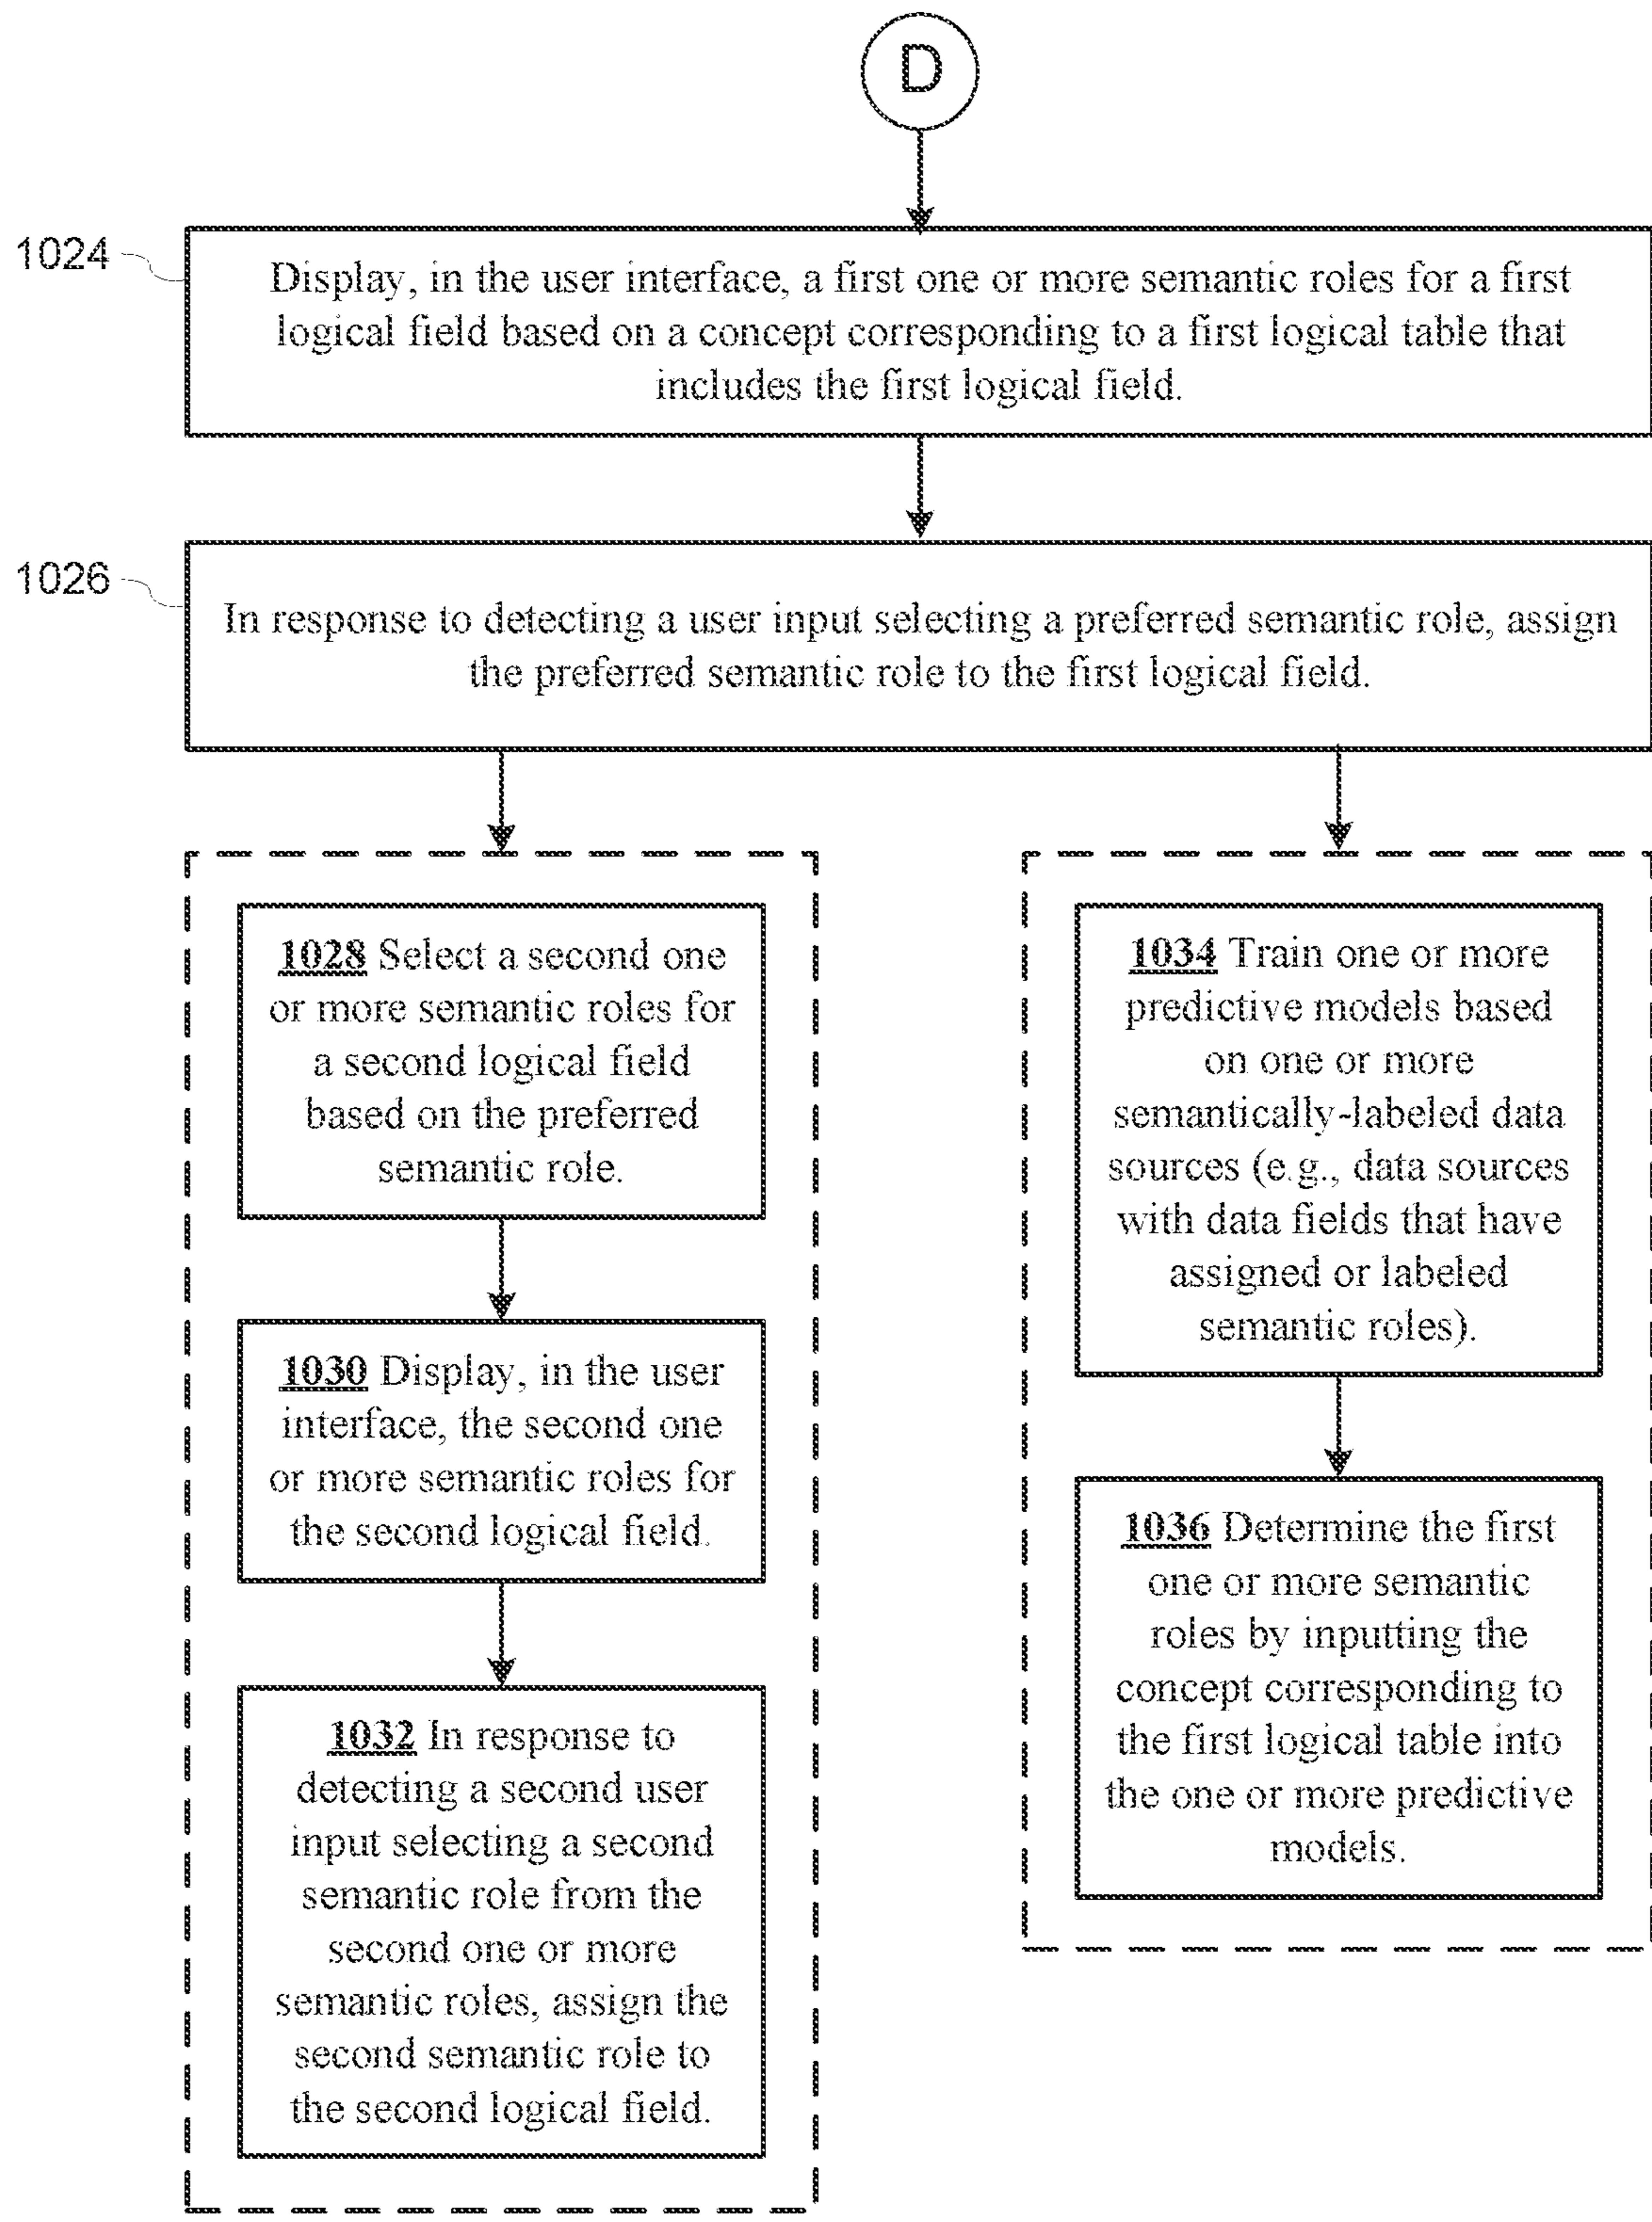 D
1024
Display, in the user interface, a first one or more semantic roles for a first
logical field based on a concept corresponding to a first logical table that
includes the first logical field.
1026
In response to detecting a user input selecting a preferred semantic role, assign
the preferred semantic role to the first logical field.
1028 Select a second one
or more semantic roles for
a second logical field
based on the preferred
semantic role.
1030 Display, in the user
interface, the second one
or more semantic roles for
the second logical field.
1032 In response to
detecting a second user
input selecting a second
semantic role from the
second one or more
semantic roles, assign the
second semantic role to
the second logical field.
1034 Train one or more
predictive models based
on one or more
semantically-labeled data
sources (e.g., data sources
with data fields that have
assigned or labeled
semantic roles).
1036 Determine the first
one or more semantic
roles by inputting the
concept corresponding to
the first logical table into
the one or more predictive
models.